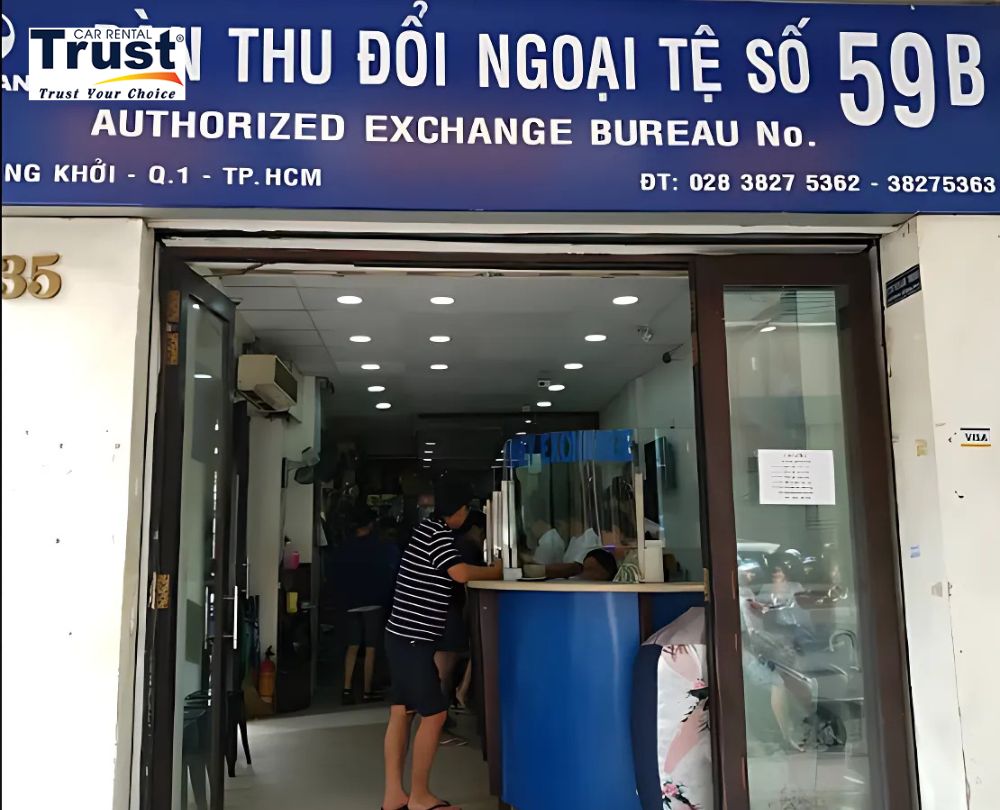 CAR RENTAL
Trust®
Trust Your Choice
THU ĐỔI NGOẠI TỆ SỐ 59B
AUTHORIZED EXCHANGE BUREAU No.
NG KHỞI - Q.1 - TP.HCM
ĐT: 028 3827 5362 - 38275363
35
EXCHANGE
VISA